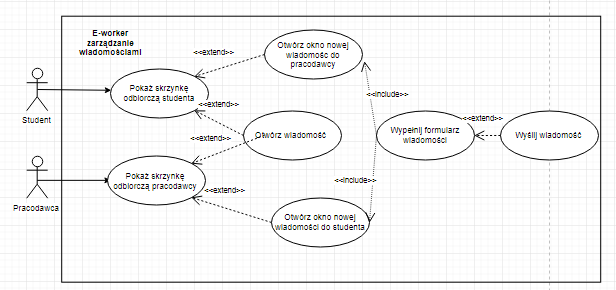 E-worker
zarządzanie
wiadomościami
<<extend>>
Otwórz okno nowej
wiadomośc do
pracodawcy
Pokaż skrzynkę
odbiorczą studenta
<<include>>
<<extend>>
Student
<<extend>>
<<extend>>
Otwórz wiadomość
Wypełnij formularz
wiadomości
Wyślij wiadomość
Pokaż skrzynkę
odbiorczą pracodawcy
<<include>>
<<extend>>
Pracodawca
Otwórz okno nowej
wiadomości do studenta